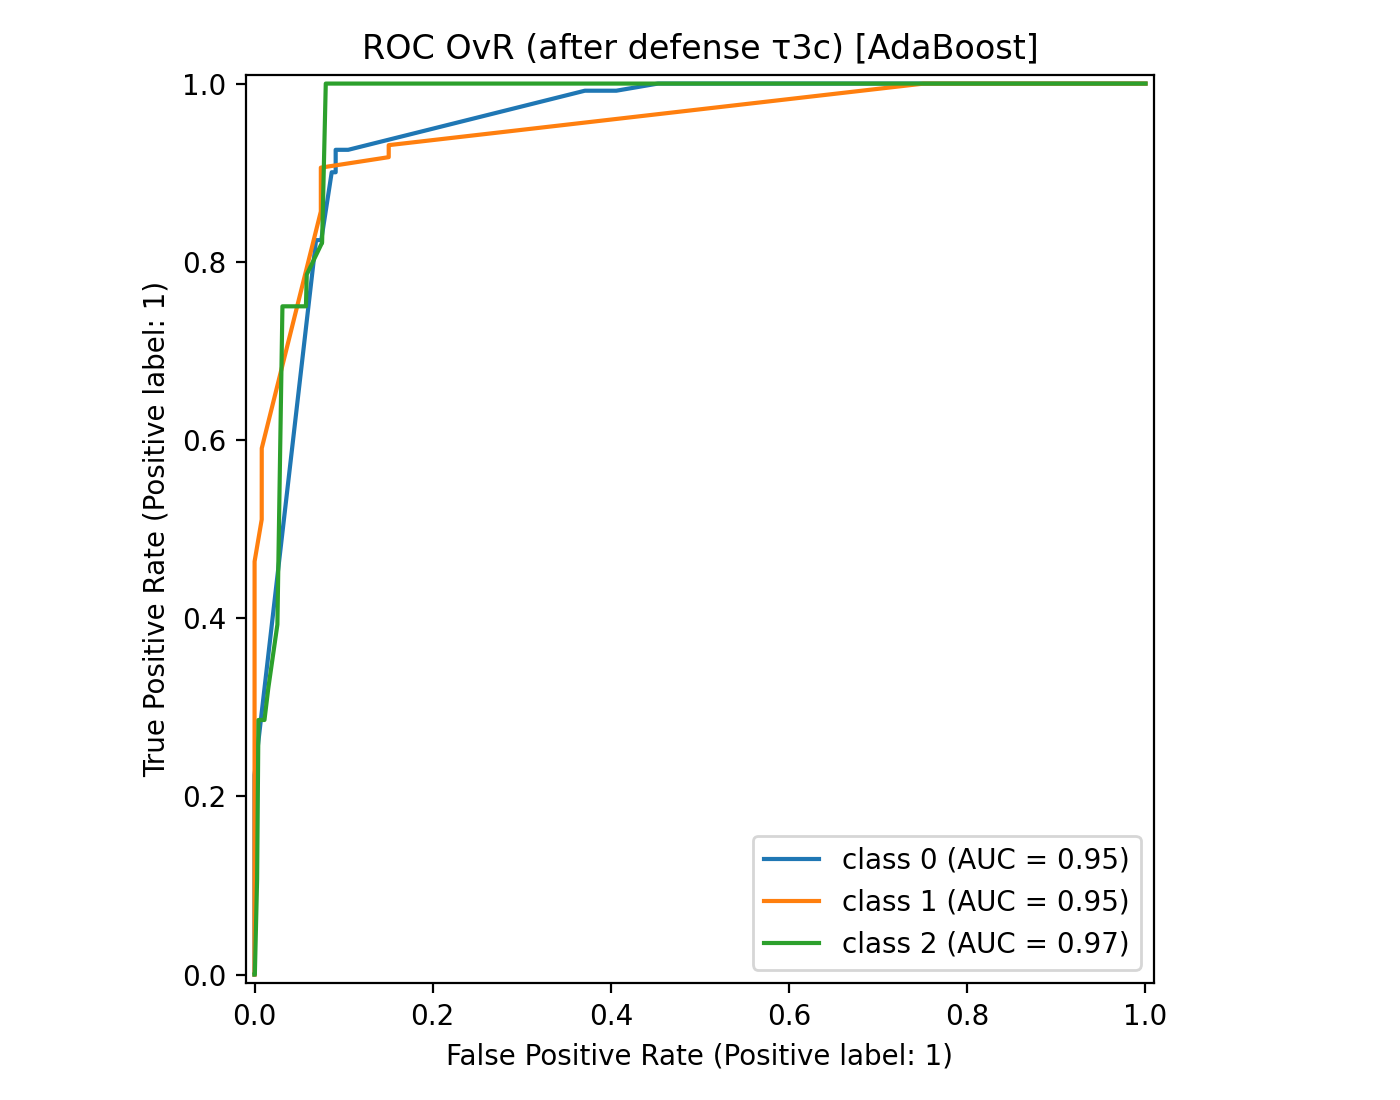 ROC OvR (after defense τ3c) [AdaBoost]
True Positive Rate (Positive label: 1)
1.0
0.8
0.6
0.4
0.2
0.0
class 0 (AUC = 0.95)
class 1 (AUC = 0.95)
class 2 (AUC = 0.97)
0.0 0.2 0.4 0.6 0.8 1.0
False Positive Rate (Positive label: 1)